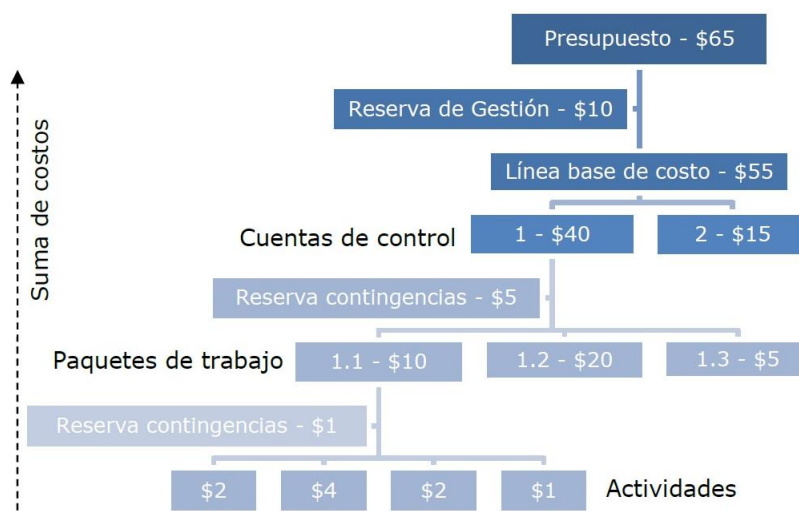 Presupuesto - $65
Reserva de Gestión - $10
Línea base de costo - $55
Cuentas de control
1 - $40
2 - $15
Reserva contingencias - $5
Paquetes de trabajo
1.1 - $10
1.2 - $20
1.3 - $5
Reserva contingencias - $1
$2
$4
$2
$1
Actividades
Suma de costos